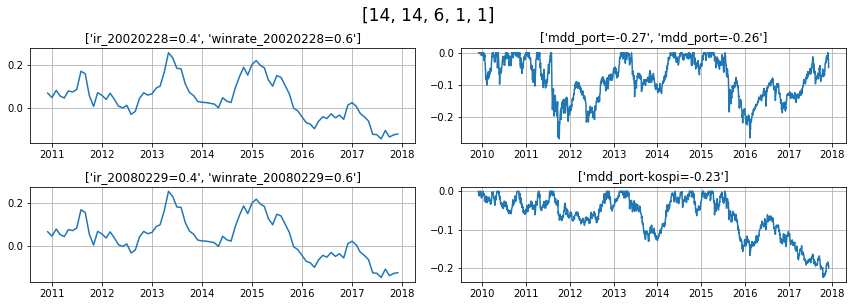 [14, 14, 6, 1, 1]
['ir_20020228=0.4', 'winrate_20020228=0.6']
0.2
0.0
2011 2012 2013 2014 2015 2016 2017 2018
['mdd_port=-0.27', 'mdd_port=-0.26']
0.0
−0.1
−0.2
2010 2011 2012 2013 2014 2015 2016 2017 2018
['ir_20080229=0.4', 'winrate_20080229=0.6']
0.2
0.0
2011 2012 2013 2014 2015 2016 2017 2018
['mdd_port-kospi=-0.23']
0.0
−0.1
−0.2
2010 2011 2012 2013 2014 2015 2016 2017 2018